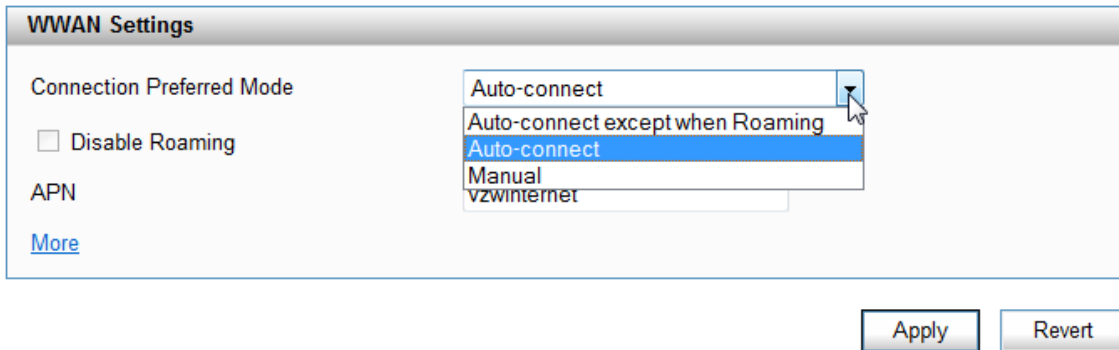 WWAN Settings
Connection Preferred Mode
Auto-connect
Auto-connect except when Roaming
Auto-connect
Manual
Disable Roaming
APN
vzwinternet
More
Apply
Revert